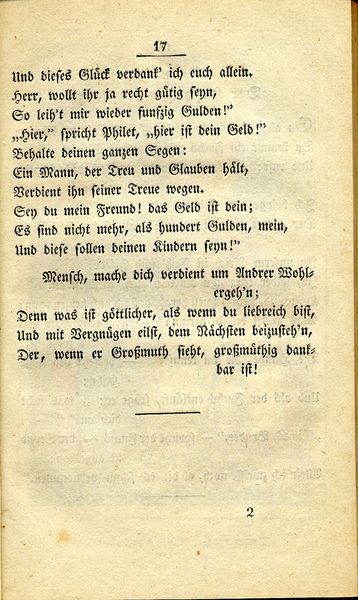 17
Und dieses Glück verdank' ich euch allein.
Herr, wollt ihr ja recht gütig seyn,
So leih't mir wieder funfzig Gulden!"
„Hier," spricht Philet, „hier ist dein Geld!"
Behalte deinen ganzen Segen:
Ein Mann, der Treu und Glauben hält,
Verdient ihn seiner Treue wegen.
Sey du mein Freund! das Geld ist dein;
Es sind nicht mehr, als hundert Gulden, mein,
Und diese sollen deinen Kindern seyn!"
Mensch, mache dich verdient um Andrer Wohl-
ergeh'n;
Denn was ist göttlicher, als wenn du liebreich bist,
Und mit Vergnügen eilst, dem Nächsten beizusteh'n,
Der, wenn er Großmuth sieht, großmüthig dank-
bar ist!
2